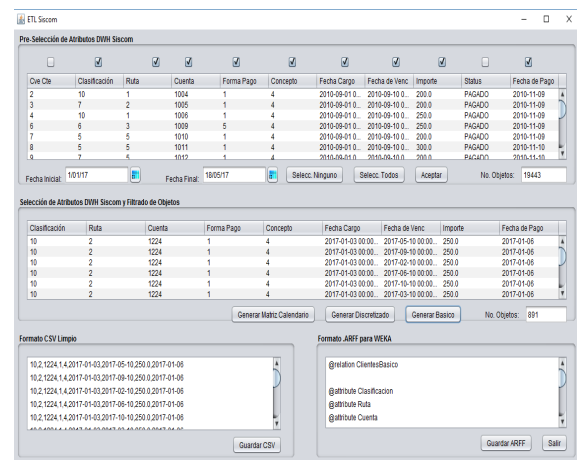 ETL Siscom
Pre-Selección de Atributos DWH Siscom
Cve Cte Clasificación Ruta Cuenta Forma Pago Concepto Fecha Cargo Fecha de Venc Importe Status Fecha de Pago
2 10 1 1004 1 4 2010-09-01 0... 2010-09-10 0... 200.0 PAGADO 2010-11-09
3 7 2 1005 1 4 2010-09-01 0... 2010-09-10 0... 200.0 PAGADO 2010-11-09
4 10 1 1006 1 4 2010-09-01 0... 2010-09-10 0... 250.0 PAGADO 2010-11-09
6 6 3 1009 5 4 2010-09-01 0... 2010-09-10 0... 250.0 PAGADO 2010-11-09
7 5 5 1010 1 4 2010-09-01 0... 2010-09-10 0... 200.0 PAGADO 2010-11-09
8 5 5 1011 1 4 2010-09-01 0... 2010-09-10 0... 300.0 PAGADO 2010-11-10
9 7 5 1012 1 4 2010-09-01 0... 2010-09-10 0... 250.0 PAGADO 2010-11-10
Fecha Inicial: 1/01/17 Fecha Final: 18/05/17 Selecc. Ninguno Selecc. Todos Aceptar No. Objetos: 19443
Selección de Atributos DWH Siscom y Filtrado de Objetos
Clasificación Ruta Cuenta Forma Pago Concepto Fecha Cargo Fecha de Venc Importe Fecha de Pago
10 2 1224 1 4 2017-01-03 00:00... 2017-05-10 00:00... 250.0 2017-01-06
10 2 1224 1 4 2017-01-03 00:00... 2017-09-10 00:00... 250.0 2017-01-06
10 2 1224 1 4 2017-01-03 00:00... 2017-02-10 00:00... 250.0 2017-01-06
10 2 1224 1 4 2017-01-03 00:00... 2017-06-10 00:00... 250.0 2017-01-06
10 2 1224 1 4 2017-01-03 00:00... 2017-10-10 00:00... 250.0 2017-01-06
10 2 1224 1 4 2017-01-03 00:00... 2017-03-10 00:00... 250.0 2017-01-06
Generar Matriz Calendario Generar Discretizado Generar Basico No. Objetos: 891
Formato CSV Limpio
10,2,1224,1,4,2017-01-03,2017-05-10,250.0,2017-01-06
10,2,1224,1,4,2017-01-03,2017-09-10,250.0,2017-01-06
10,2,1224,1,4,2017-01-03,2017-02-10,250.0,2017-01-06
10,2,1224,1,4,2017-01-03,2017-06-10,250.0,2017-01-06
10,2,1224,1,4,2017-01-03,2017-10-10,250.0,2017-01-06
Guardar CSV
Formato .ARFF para WEKA
@relation ClientesBasico
@attribute Clasificacion
@attribute Ruta
@attribute Cuenta
Guardar ARFF Salir